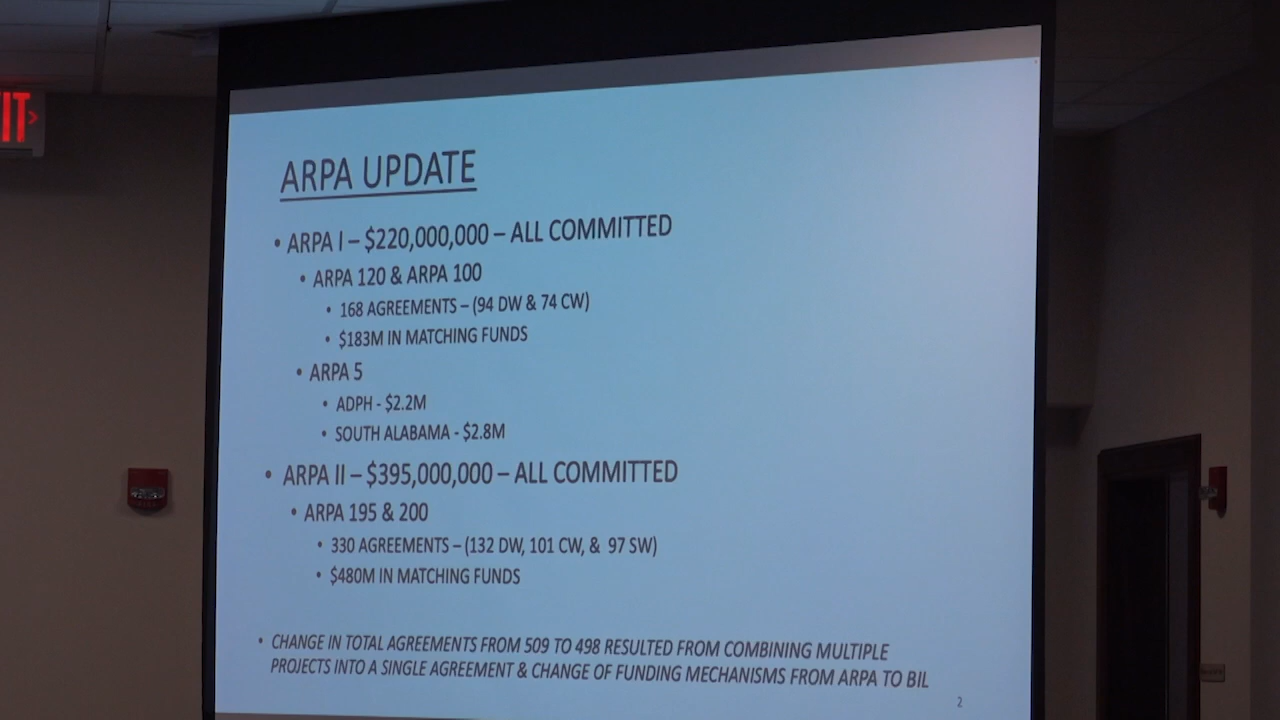 IT
ARPA UPDATE
• ARPA I – $220,000,000 – ALL COMMITTED
• ARPA 120 & ARPA 100
• 168 AGREEMENTS – (94 DW & 74 CW)
• $183M IN MATCHING FUNDS
• ARPA 5
• ADPH - $2.2M
• SOUTH ALABAMA - $2.8M
• ARPA II – $395,000,000 – ALL COMMITTED
• ARPA 195 & 200
• 330 AGREEMENTS – (132 DW, 101 CW, & 97 SW)
• $480M IN MATCHING FUNDS
• CHANGE IN TOTAL AGREEMENTS FROM 509 TO 498 RESULTED FROM COMBINING MULTIPLE
PROJECTS INTO A SINGLE AGREEMENT & CHANGE OF FUNDING MECHANISMS FROM ARPA TO BIL
2